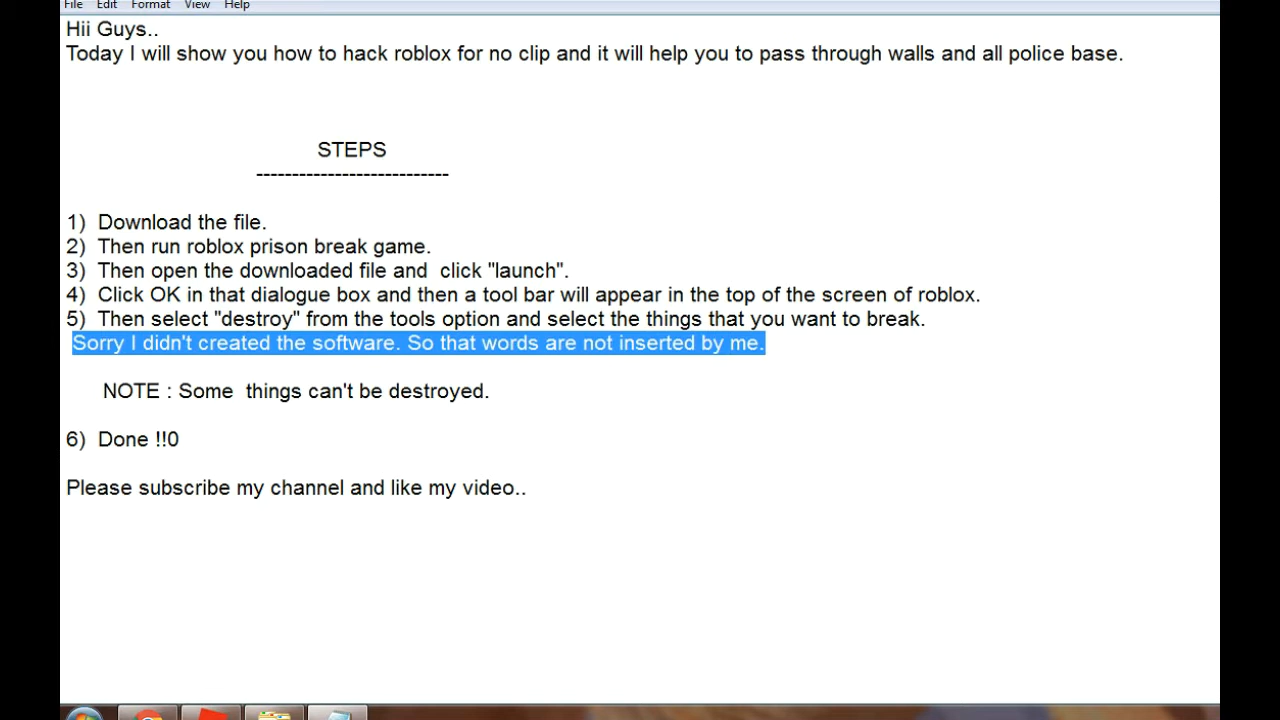 File Edit Format View Help
Hii Guys..
Today I will show you how to hack roblox for no clip and it will help you to pass through walls and all police base.
STEPS
---------------------------
1) Download the file.
2) Then run roblox prison break game.
3) Then open the downloaded file and click "launch".
4) Click OK in that dialogue box and then a tool bar will appear in the top of the screen of roblox.
5) Then select "destroy" from the tools option and select the things that you want to break.
Sorry I didn't created the software. So that words are not inserted by me.
NOTE : Some things can't be destroyed.
6) Done !!0
Please subscribe my channel and like my video..